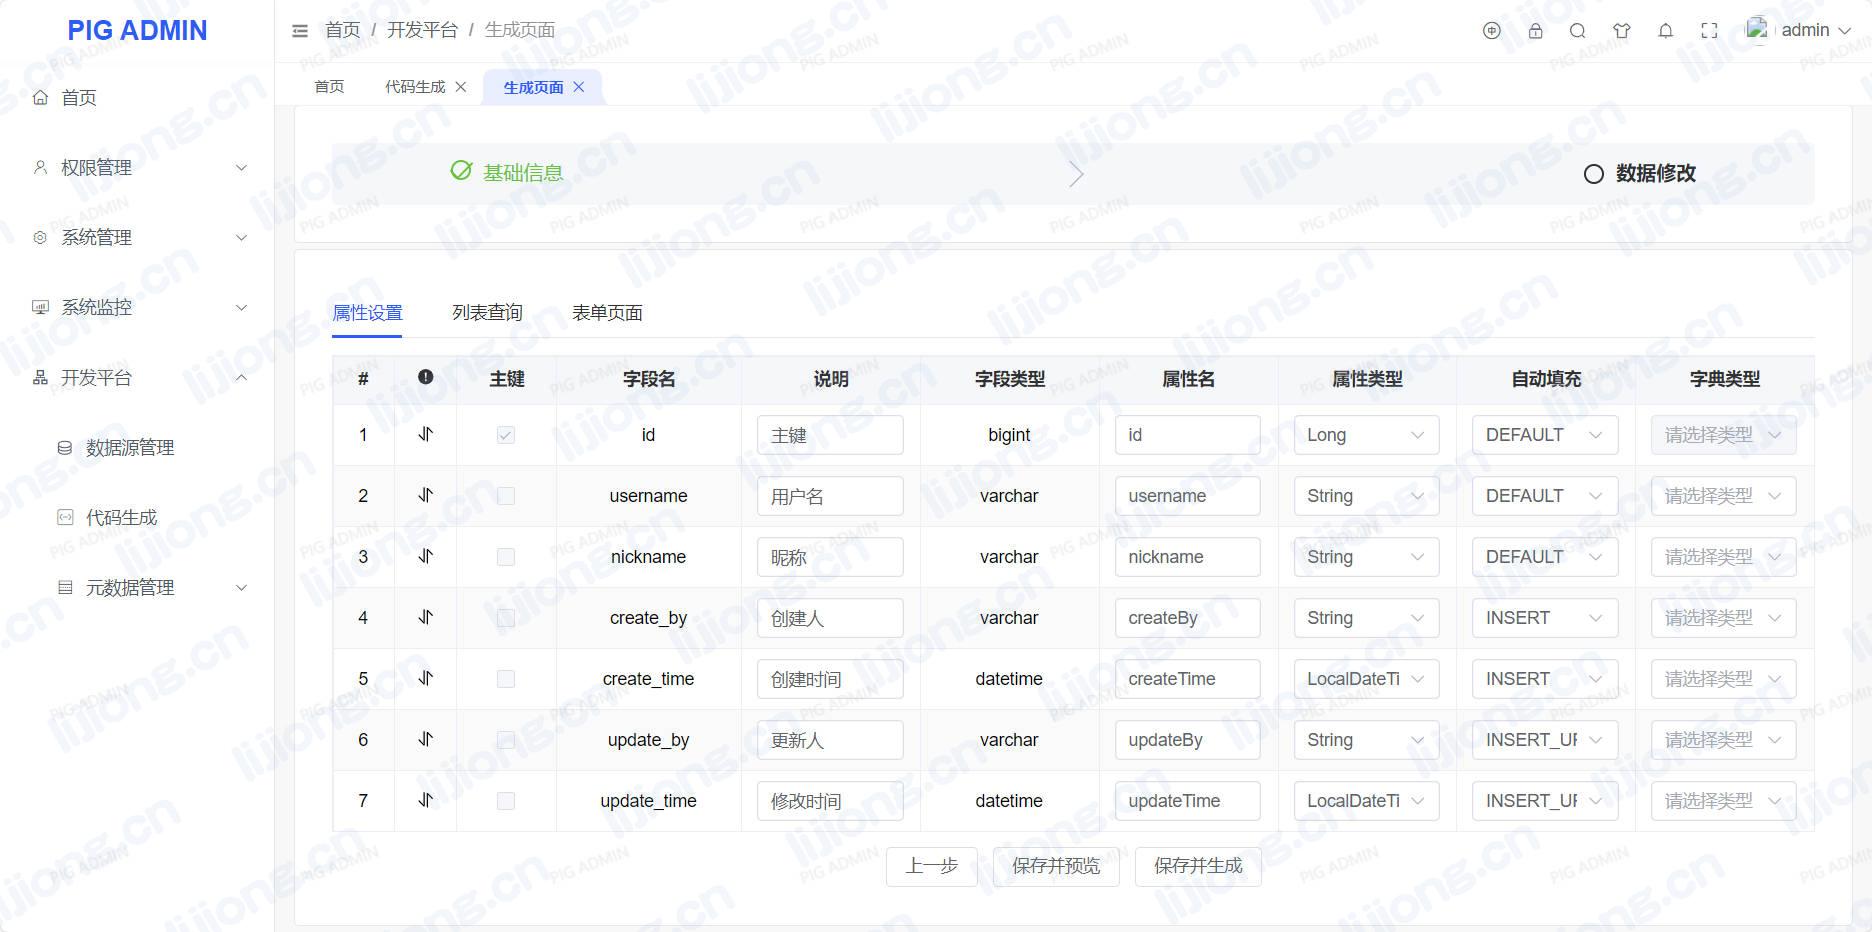 PIG ADMIN
首页 / 开发平台 / 生成页面
admin
首页
代码生成
生成页面
首页
权限管理
系统管理
系统监控
开发平台
数据源管理
代码生成
元数据管理
基础信息
数据修改
属性设置 列表查询 表单页面
# 主键 字段名 说明 字段类型 属性名 属性类型 自动填充 字典类型
1 id 主键 bigint id Long DEFAULT 请选择类型
2 username 用户名 varchar username String DEFAULT 请选择类型
3 nickname 昵称 varchar nickname String DEFAULT 请选择类型
4 create_by 创建人 varchar createBy String INSERT 请选择类型
5 create_time 创建时间 datetime createTime LocalDateTi INSERT 请选择类型
6 update_by 更新人 varchar updateBy String INSERT_UF 请选择类型
7 update_time 修改时间 datetime updateTime LocalDateTi INSERT_UF 请选择类型
上一步 保存并预览 保存并生成
lijiong.cn
PIG ADMIN